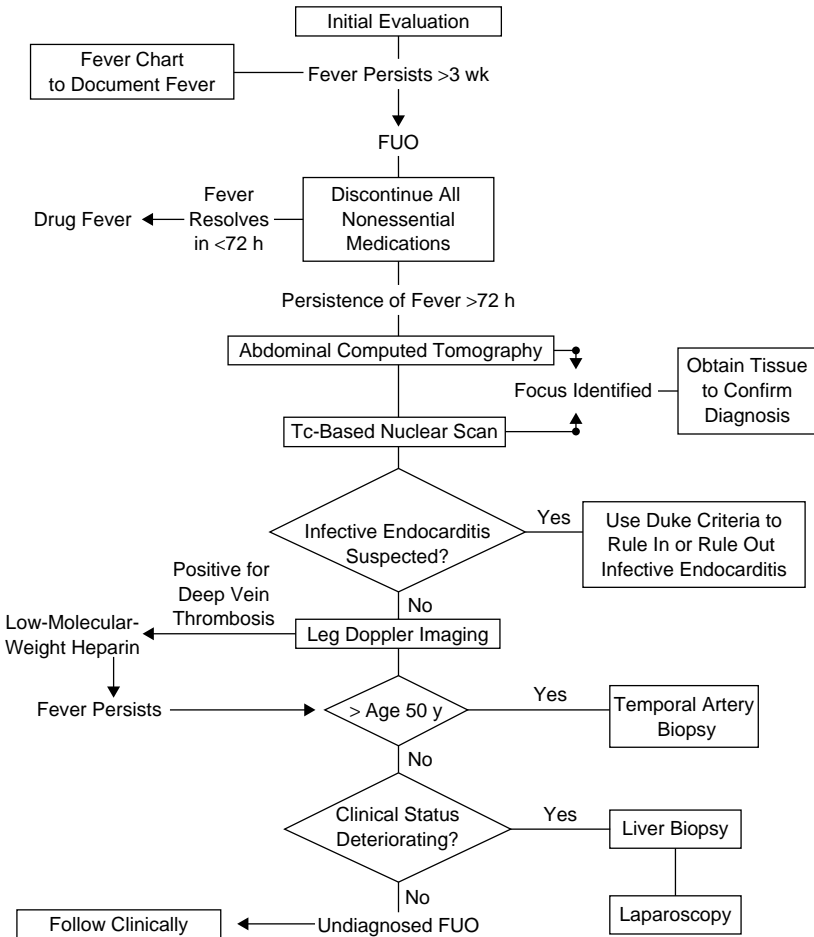 Initial Evaluation
Fever Chart
to Document Fever
Fever Persists >3 wk
FUO
Drug Fever
Fever
Resolves
in <72 h
Discontinue All
Nonessential
Medications
Persistence of Fever >72 h
Abdominal Computed Tomography
Focus Identified
Obtain Tissue
to Confirm
Diagnosis
Tc-Based Nuclear Scan
Infective Endocarditis
Suspected?
Yes
Use Duke Criteria to
Rule In or Rule Out
Infective Endocarditis
No
Positive for
Deep Vein
Thrombosis
Low-Molecular-
Weight Heparin
Leg Doppler Imaging
Fever Persists
> Age 50 y
Yes
Temporal Artery
Biopsy
No
Clinical Status
Deteriorating?
Yes
Liver Biopsy
Laparoscopy
No
Undiagnosed FUO
Follow Clinically